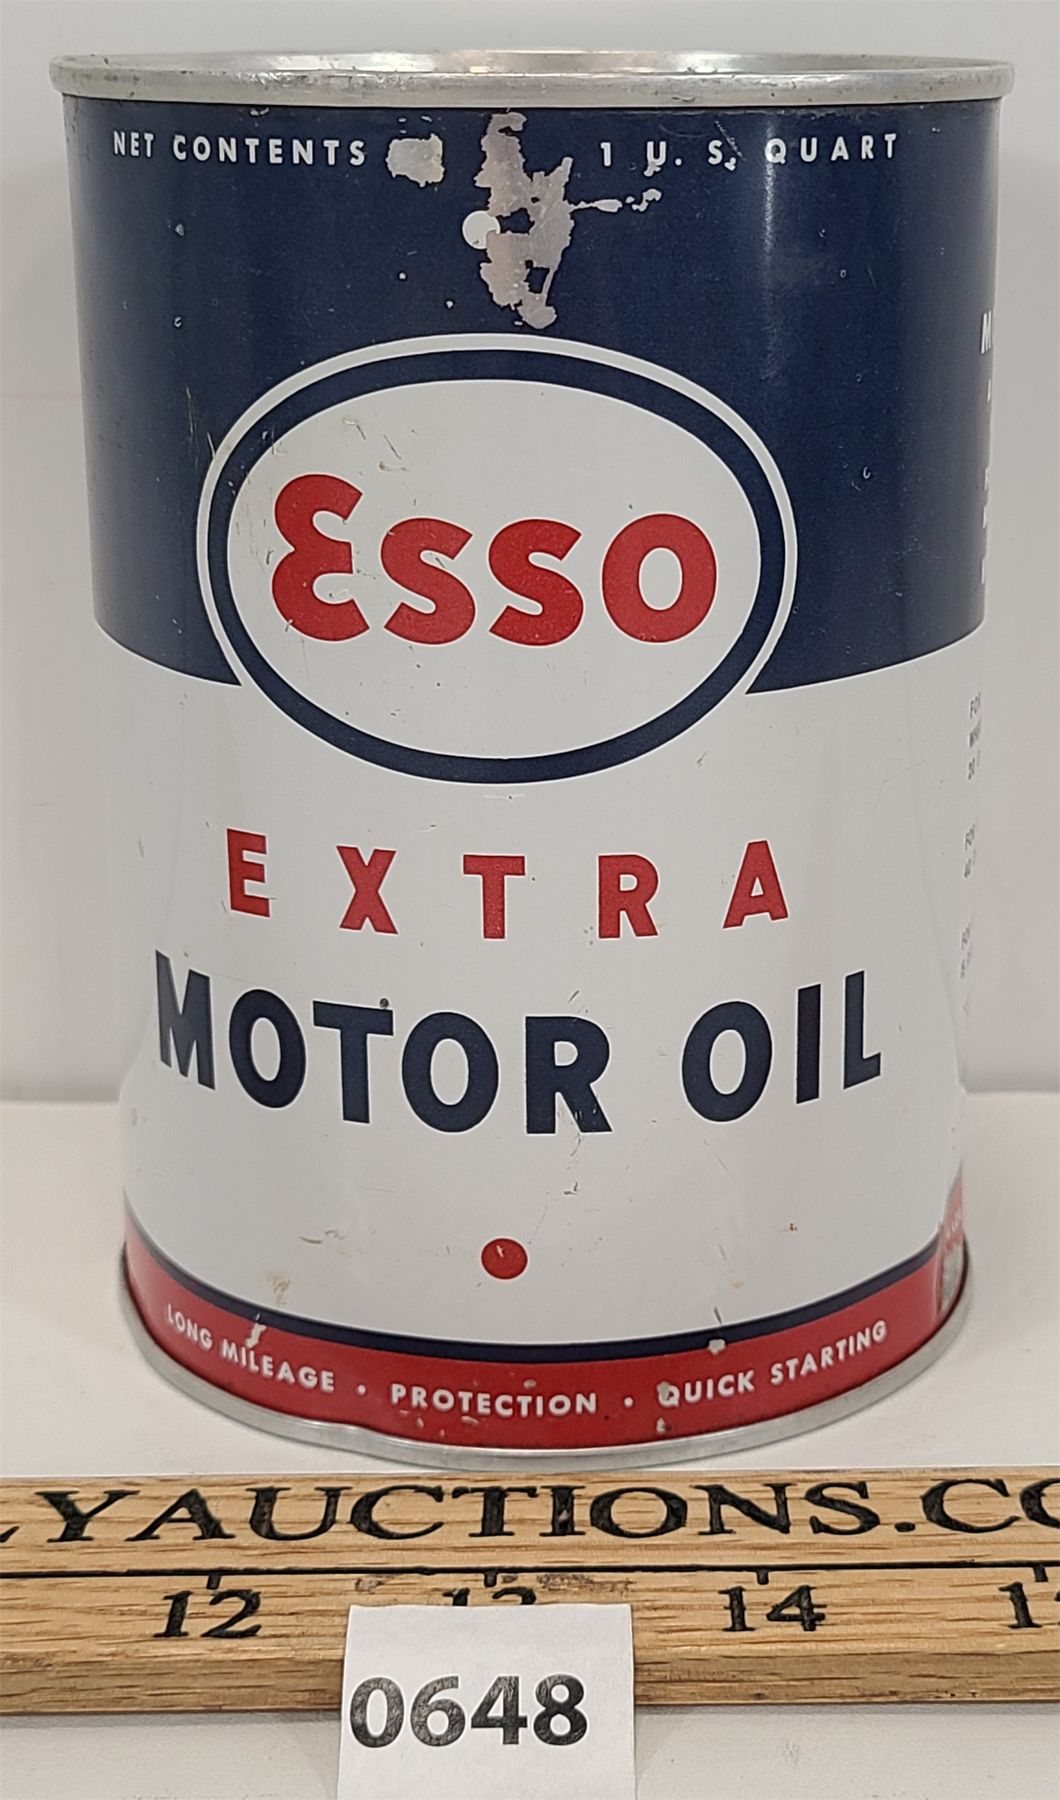 NET CONTENTS 1 U. S. QUART
Esso
EXTRA
MOTOR OIL
LONG MILEAGE • PROTECTION • QUICK STARTING
YAUCTIONS.C
12 13 14
0648